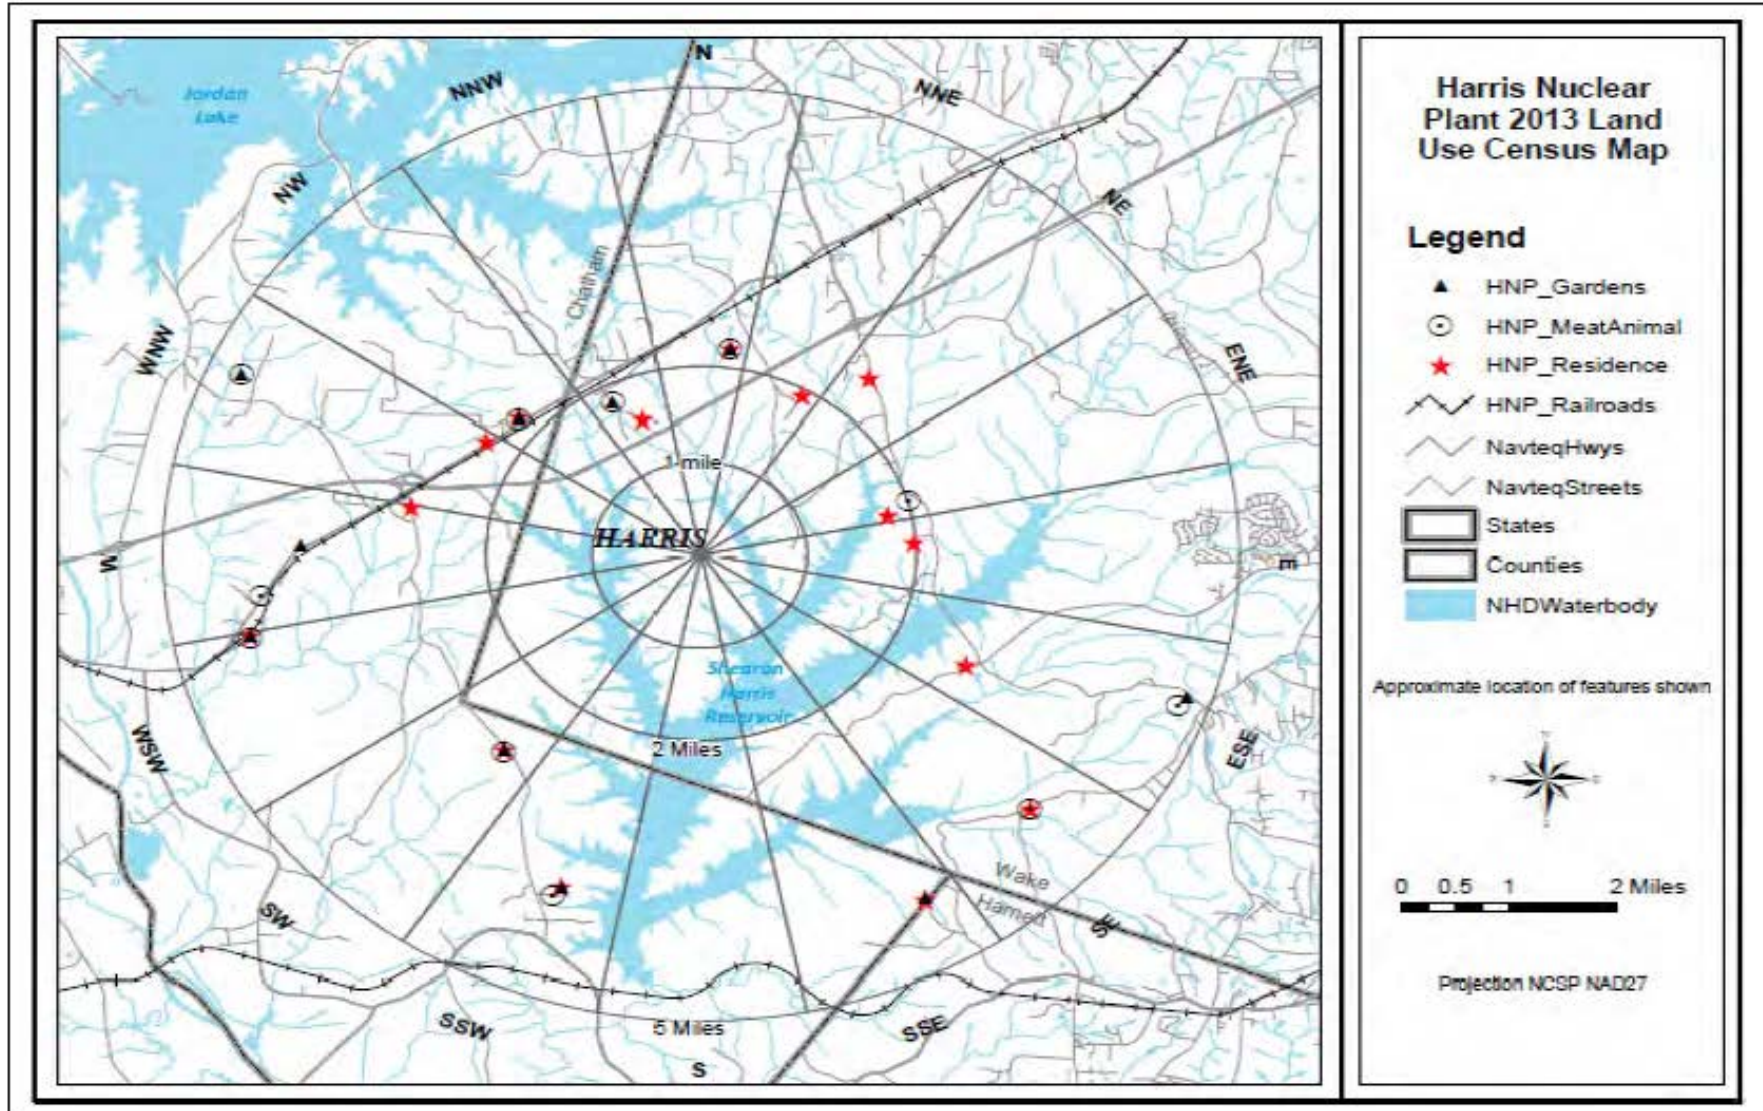 N
NNW
NNE
Jordan
Lake
NW
NE
Chatham
WNW
ENE
1 mile
HARRIS
W
E
Shearon
Harris
Reservoir
2 Miles
WSW
ESE
Wake
Harnett
SW
SE
SSW
5 Miles
SSE
S
Harris Nuclear
Plant 2013 Land
Use Census Map
Legend
HNP_Gardens
HNP_MeatAnimal
HNP_Residence
HNP_Railroads
NavteqHwys
NavteqStreets
States
Counties
NHDWaterbody
Approximate location of features shown
0 0.5 1 2 Miles
Projection NCSP NAD27